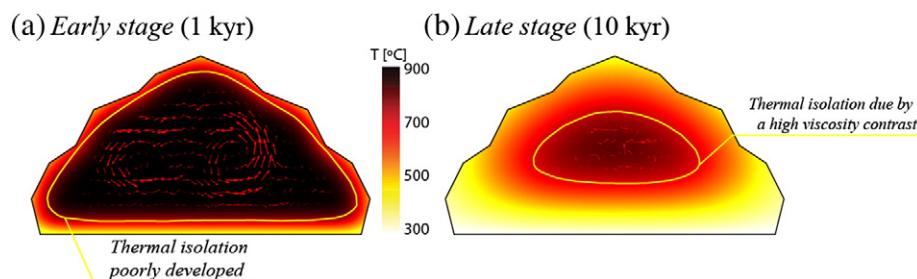 (a) Early stage (1 kyr)
(b) Late stage (10 kyr)
T [ºC]
900
700
500
300
Thermal isolation
poorly developed
Thermal isolation due by
a high viscosity contrast